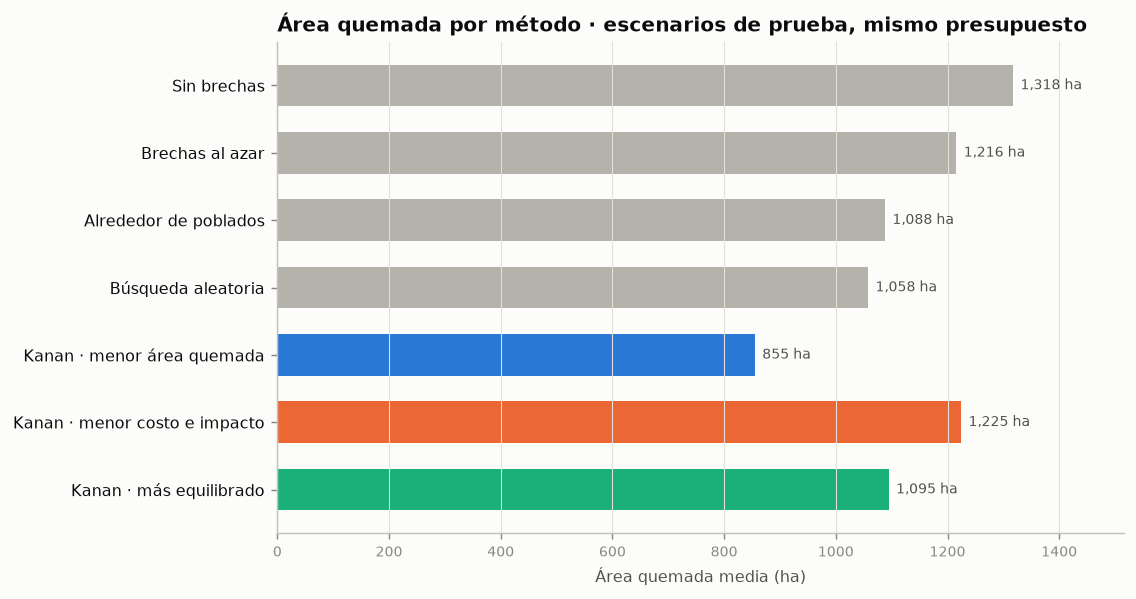 Área quemada por método · escenarios de prueba, mismo presupuesto
Sin brechas
1,318 ha
Brechas al azar
1,216 ha
Alrededor de poblados
1,088 ha
Búsqueda aleatoria
1,058 ha
Kanan · menor área quemada
855 ha
Kanan · menor costo e impacto
1,225 ha
Kanan · más equilibrado
1,095 ha
0 200 400 600 800 1000 1200 1400
Área quemada media (ha)